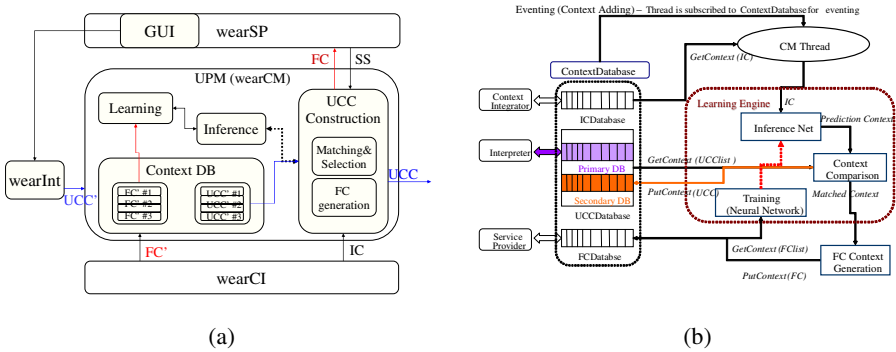 GUI
wearSP
FC
SS
UPM (wearCM)
Learning
Inference
UCC
Construction
Matching&
Selection
FC
generation
Context DB
FC' #1
FC' #2
FC' #3
UCC' #1
UCC' #2
UCC' #3
wearInt
UCC'
UCC
FC'
IC
wearCI
(a)
Eventing (Context Adding) – Thread is subscribed to ContextDatabase for eventing
CM Thread
GetContext (IC)
ContextDatabase
Context
Integrator
ICDatabase
Learning Engine
IC
Prediction Context
Inference Net
Interpreter
Primary DB
GetContext (UCClist)
Context
Comparison
Secondary DB
PutContext(UCC)
Matched Context
UCCDatabase
Training
(Neural Network)
Service
Provider
FCDatabse
GetContext(FClist)
FC Context
Generation
PutContext(FC)
(b)